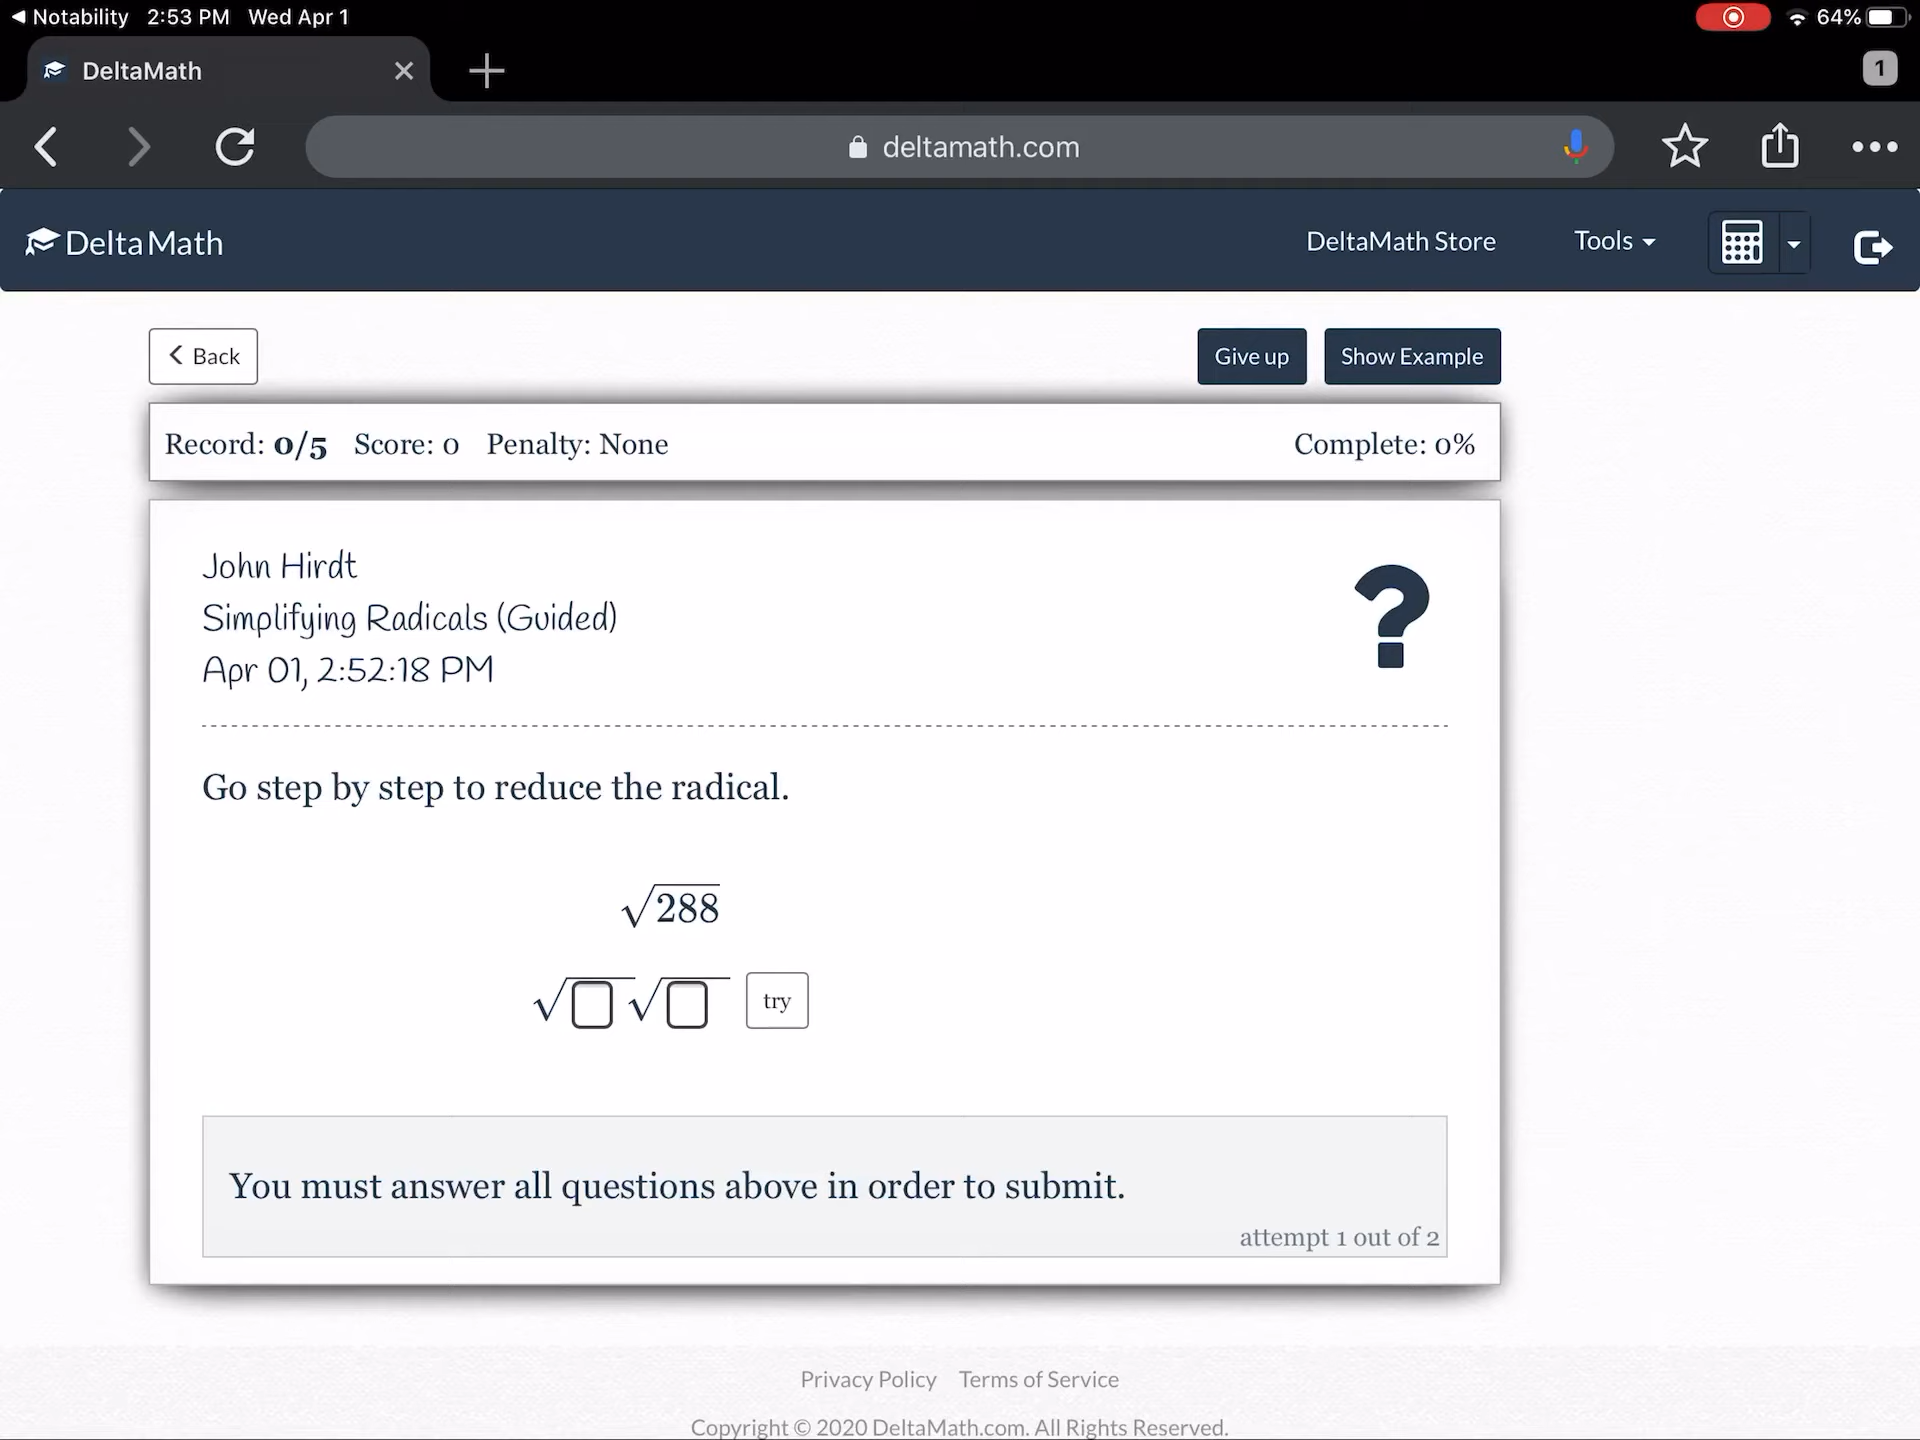 Notability 2:53 PM Wed Apr 1 64%
DeltaMath 1
deltamath.com
DeltaMath DeltaMath Store Tools
Back Give up Show Example
Record: 0/5 Score: 0 Penalty: None Complete: 0%
John Hirdt
Simplifying Radicals (Guided)
Apr 01, 2:52:18 PM
?
Go step by step to reduce the radical.
√288
√ √ try
You must answer all questions above in order to submit.
attempt 1 out of 2
Privacy Policy Terms of Service
Copyright © 2020 DeltaMath.com. All Rights Reserved.